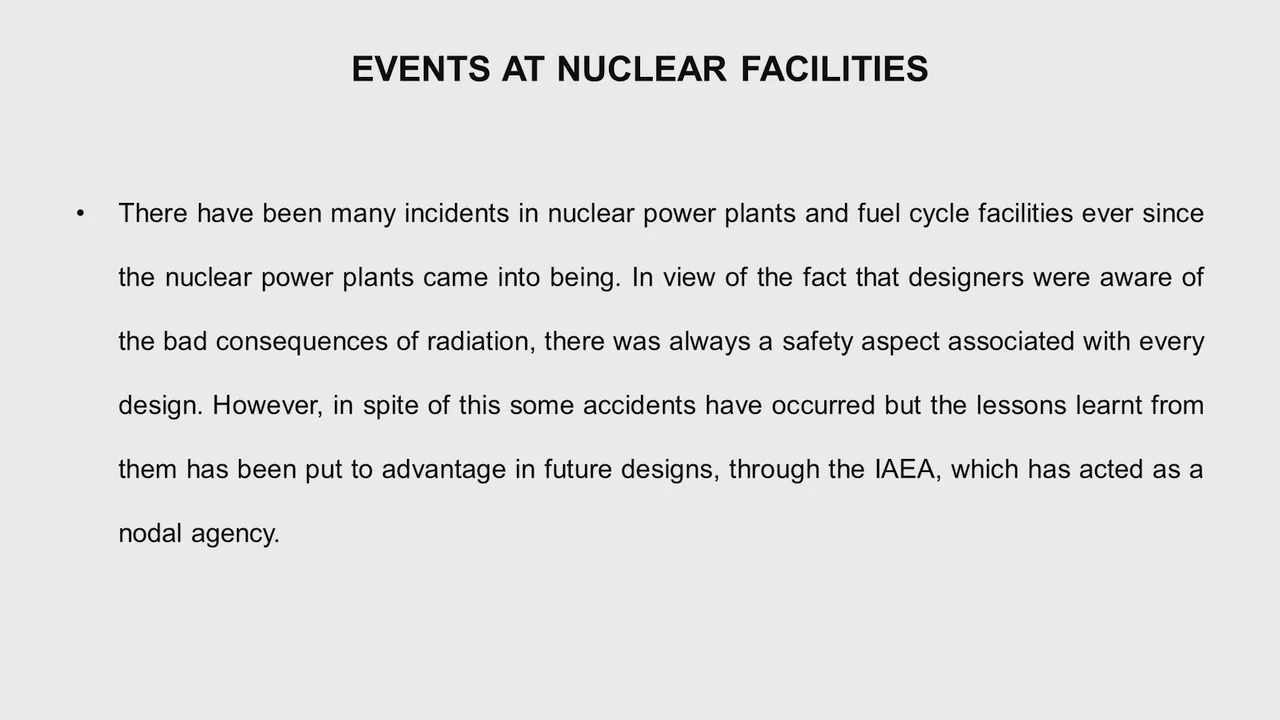 EVENTS AT NUCLEAR FACILITIES
• There have been many incidents in nuclear power plants and fuel cycle facilities ever since
the nuclear power plants came into being. In view of the fact that designers were aware of
the bad consequences of radiation, there was always a safety aspect associated with every
design. However, in spite of this some accidents have occurred but the lessons learnt from
them has been put to advantage in future designs, through the IAEA, which has acted as a
nodal agency.